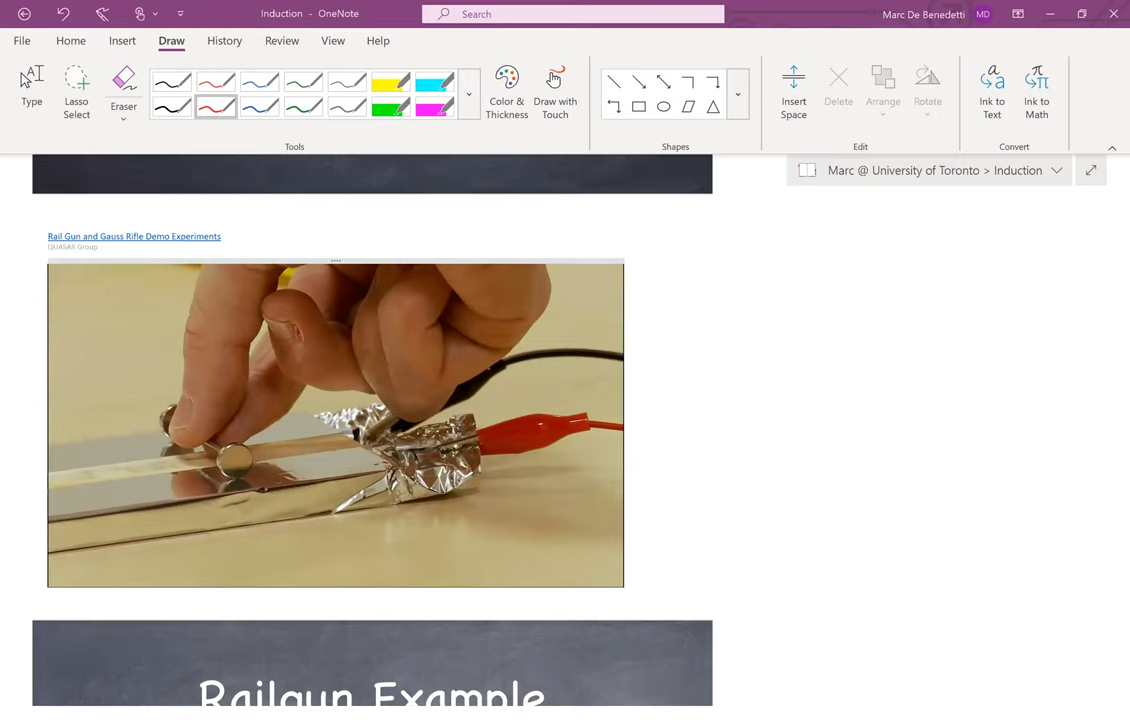 Induction - OneNote
Search
Marc De Benedetti
MD
File
Home
Insert
Draw
History
Review
View
Help
Type
Lasso
Select
Eraser
Color &
Thickness
Draw with
Touch
Insert
Space
Delete
Arrange
Rotate
Ink to
Text
Ink to
Math
Tools
Shapes
Edit
Convert
Marc @ University of Toronto > Induction
Rail Gun and Gauss Rifle Demo Experiments
QUASAR Group
Railgun Example